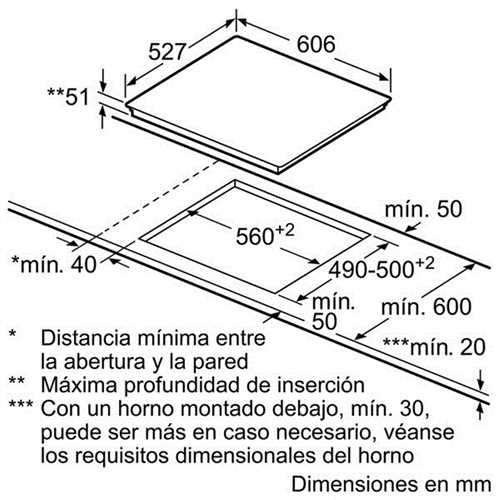 527
606
**51
mín. 50
560+2
*mín. 40
490-500+2
mín. 50
mín. 600
***mín. 20
* Distancia mínima entre
la abertura y la pared
** Máxima profundidad de inserción
*** Con un horno montado debajo, mín. 30,
puede ser más en caso necesario, véanse
los requisitos dimensionales del horno
Dimensiones en mm